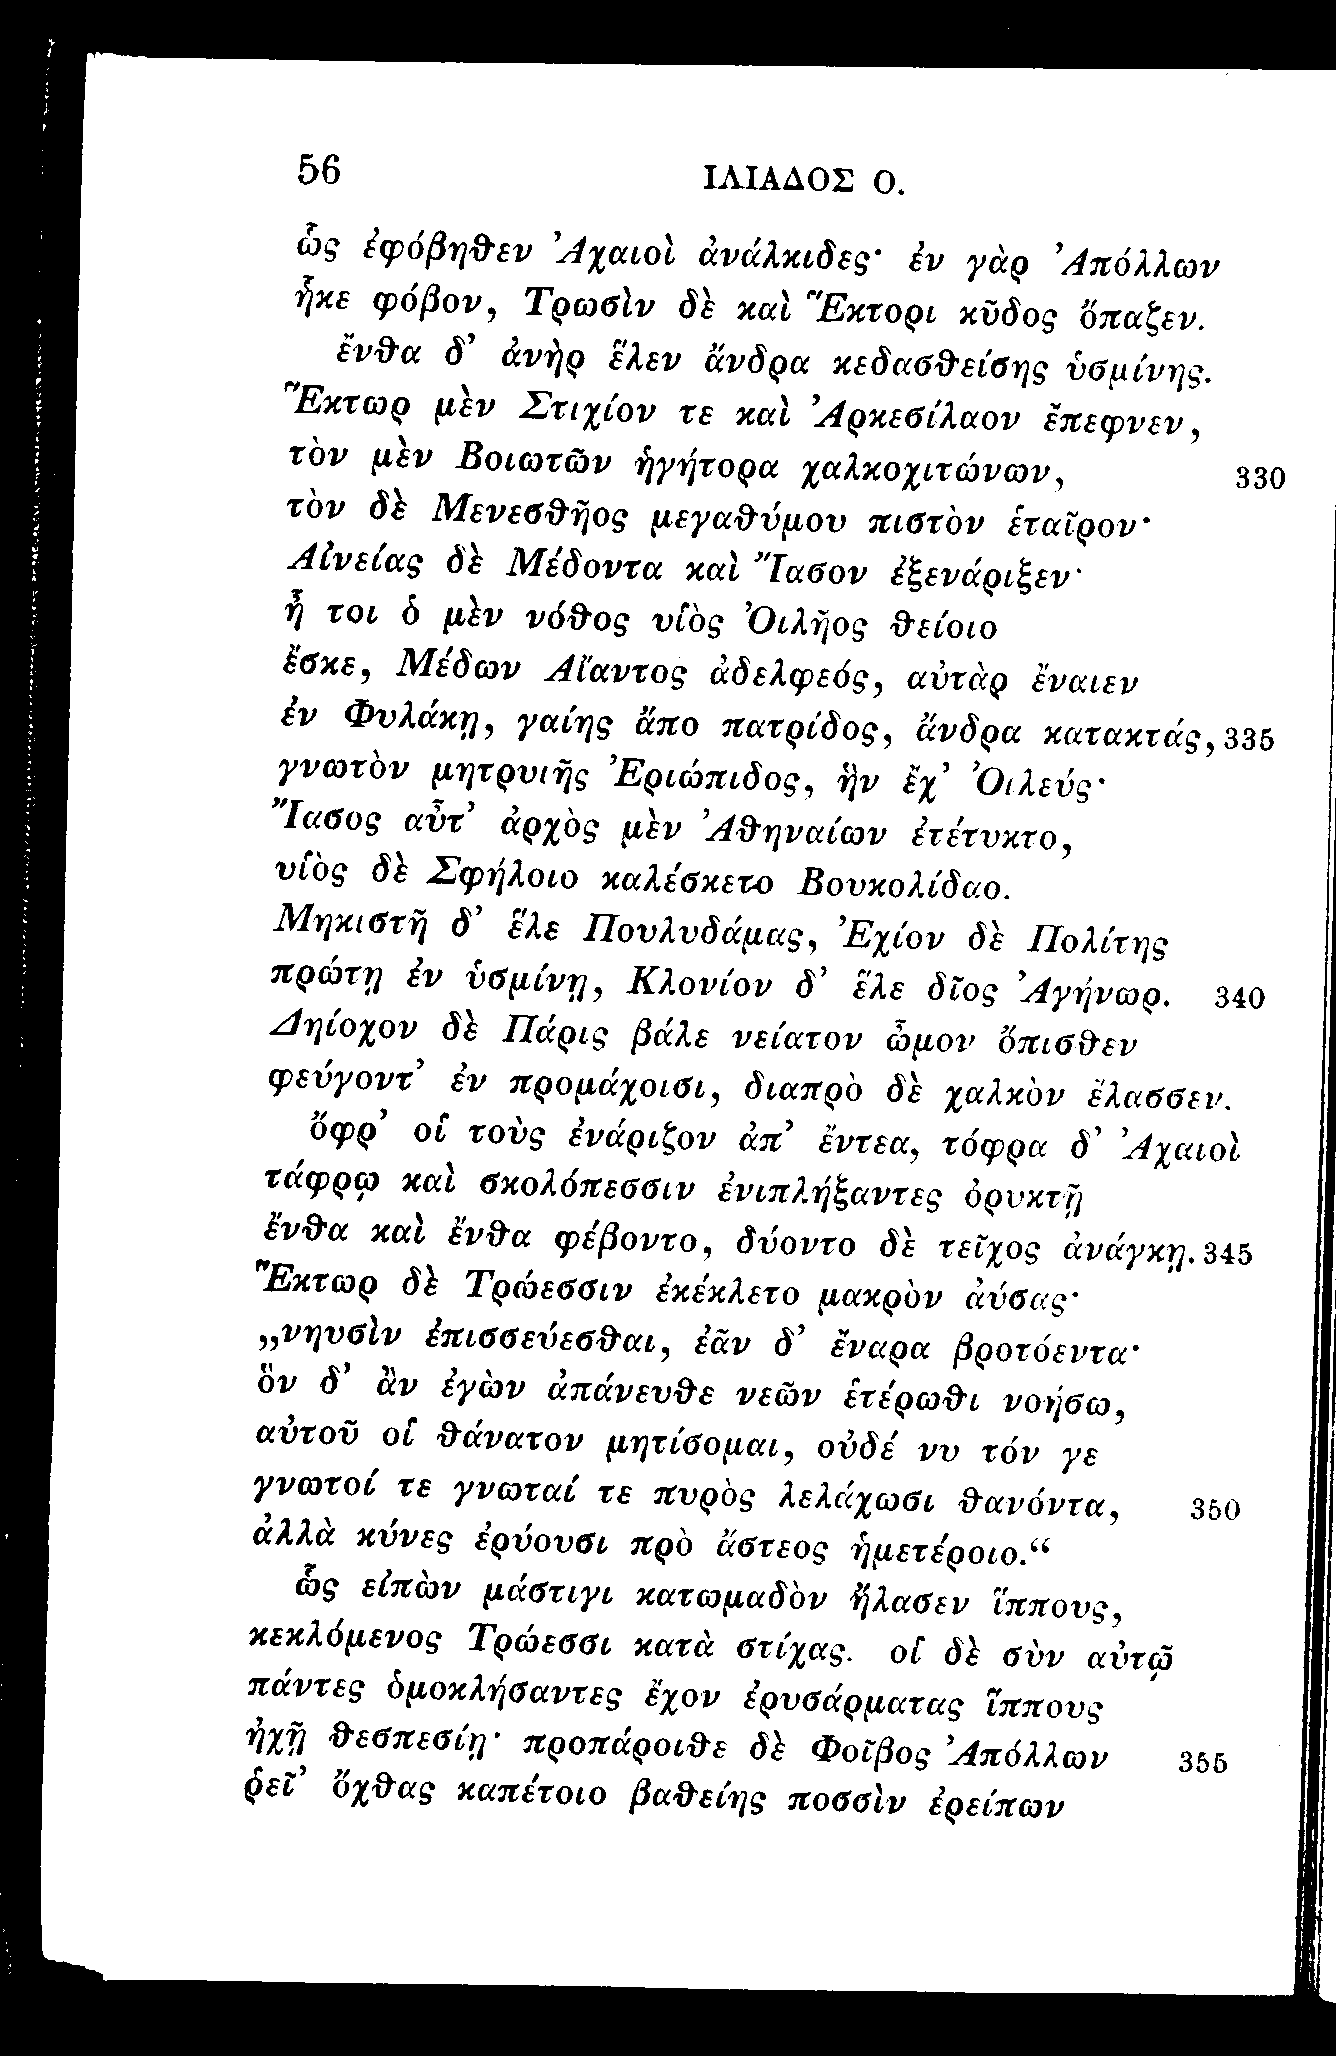 56 ΙΛΙΑΔΟΣ Ο.
ὣς ἐφόβηθεν Ἀχαιοὶ ἀνάλκιδες· ἐν γὰρ Ἀπόλλων
ἧκε φόβον, Τρωσὶν δὲ καὶ Ἕκτορι κῦδος ὄπαζεν.
ἔνθα δ’ ἀνὴρ ἕλεν ἄνδρα κεδασθείσης ὑσμίνης.
Ἕκτωρ μὲν Στιχίον τε καὶ Ἀρκεσίλαον ἔπεφνεν,
τὸν μὲν Βοιωτῶν ἡγήτορα χαλκοχιτώνων, 330
τὸν δὲ Μενεσθῆος μεγαθύμου πιστὸν ἑταῖρον·
Αἰνείας δὲ Μέδοντα καὶ Ἴασον ἐξενάριξεν·
ἦ τοι ὁ μὲν νόθος υἱὸς Ὀιλῆος θείοιο
ἔσκε, Μέδων Αἴαντος ἀδελφεός, αὐτὰρ ἔναιεν
ἐν Φυλάκῃ, γαίης ἄπο πατρίδος, ἄνδρα κατακτάς, 335
γνωτὸν μητρυιῆς Ἐριώπιδος, ἣν ἔχ’ Ὀιλεύς·
Ἴασος αὖτ’ ἀρχὸς μὲν Ἀθηναίων ἐτέτυκτο,
υἱὸς δὲ Σφήλοιο καλέσκετο Βουκολίδαο.
Μηκιστῆ δ’ ἕλε Πουλυδάμας, Ἐχίον δὲ Πολίτης
πρώτῃ ἐν ὑσμίνῃ, Κλονίον δ’ ἕλε δῖος Ἀγήνωρ. 340
Δηίοχον δὲ Πάρις βάλε νείατον ὦμον ὄπισθεν
φεύγοντ’ ἐν προμάχοισι, διαπρὸ δὲ χαλκὸν ἔλασσεν.
ὄφρ’ οἱ τοὺς ἐνάριζον ἀπ’ ἔντεα, τόφρα δ’ Ἀχαιοὶ
τάφρῳ καὶ σκολόπεσσιν ἐνιπλήξαντες ὀρυκτῇ
ἔνθα καὶ ἔνθα φέβοντο, δύοντο δὲ τεῖχος ἀνάγκῃ. 345
Ἕκτωρ δὲ Τρώεσσιν ἐκέκλετο μακρὸν ἀύσας·
„νηυσὶν ἐπισσεύεσθαι, ἐᾶν δ’ ἔναρα βροτόεντα·
ὃν δ’ ἂν ἐγὼν ἀπάνευθε νεῶν ἑτέρωθι νοήσω,
αὐτοῦ οἱ θάνατον μητίσομαι, οὐδέ νυ τόν γε
γνωτοί τε γνωταί τε πυρὸς λελάχωσι θανόντα, 350
ἀλλὰ κύνες ἐρύουσι πρὸ ἄστεος ἡμετέροιο.“
ὣς εἰπὼν μάστιγι κατωμαδὸν ἤλασεν ἵππους,
κεκλόμενος Τρώεσσι κατὰ στίχας. οἱ δὲ σὺν αὐτῷ
πάντες ὁμοκλήσαντες ἔχον ἐρυσάρματας ἵππους
ἠχῇ θεσπεσίῃ· προπάροιθε δὲ Φοῖβος Ἀπόλλων 355
ῥεῖ’ ὄχθας καπέτοιο βαθείης ποσσὶν ἐρείπων